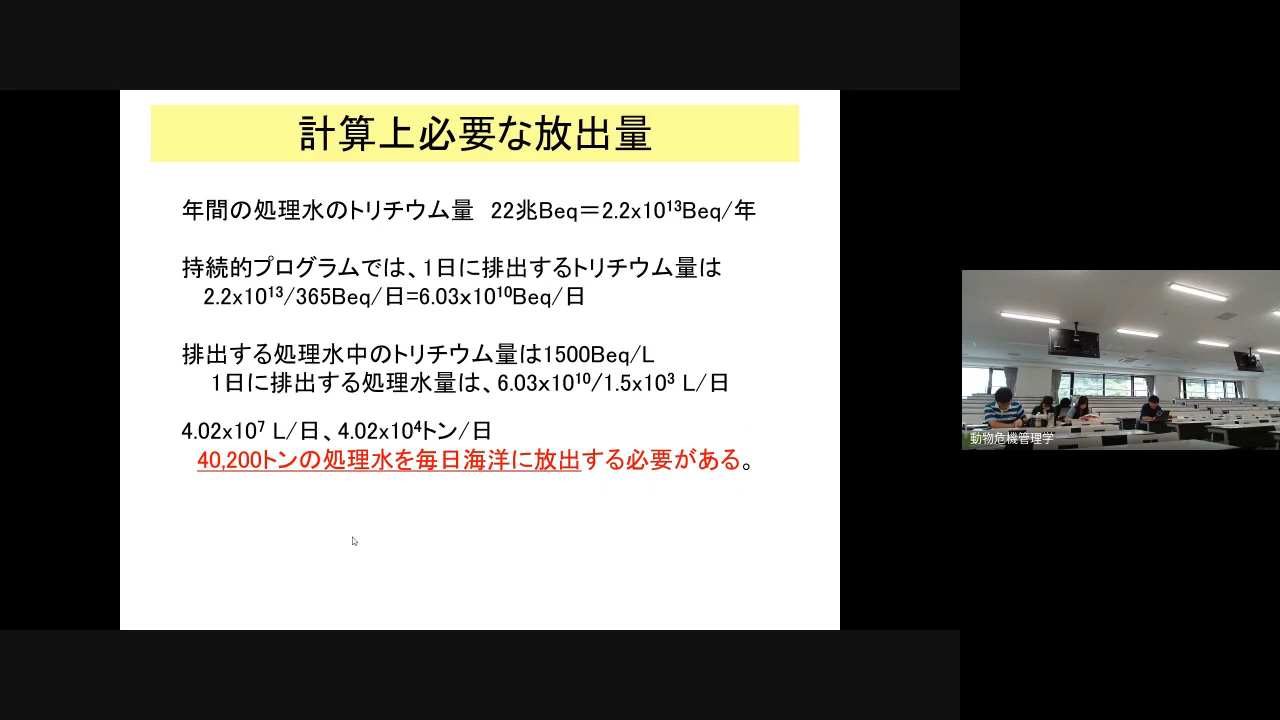 計算上必要な放出量
年間の処理水のトリチウム量　22兆Beq＝2.2x10¹³Beq/年
持続的プログラムでは、1日に排出するトリチウム量は
2.2x10¹³/365Beq/日=6.03x10¹⁰Beq/日
排出する処理水中のトリチウム量は1500Beq/L
1日に排出する処理水量は、6.03x10¹⁰/1.5x10³ L/日
4.02x10⁷ L/日、4.02x10⁴トン/日
40,200トンの処理水を毎日海洋に放出する必要がある。
動物危機管理学